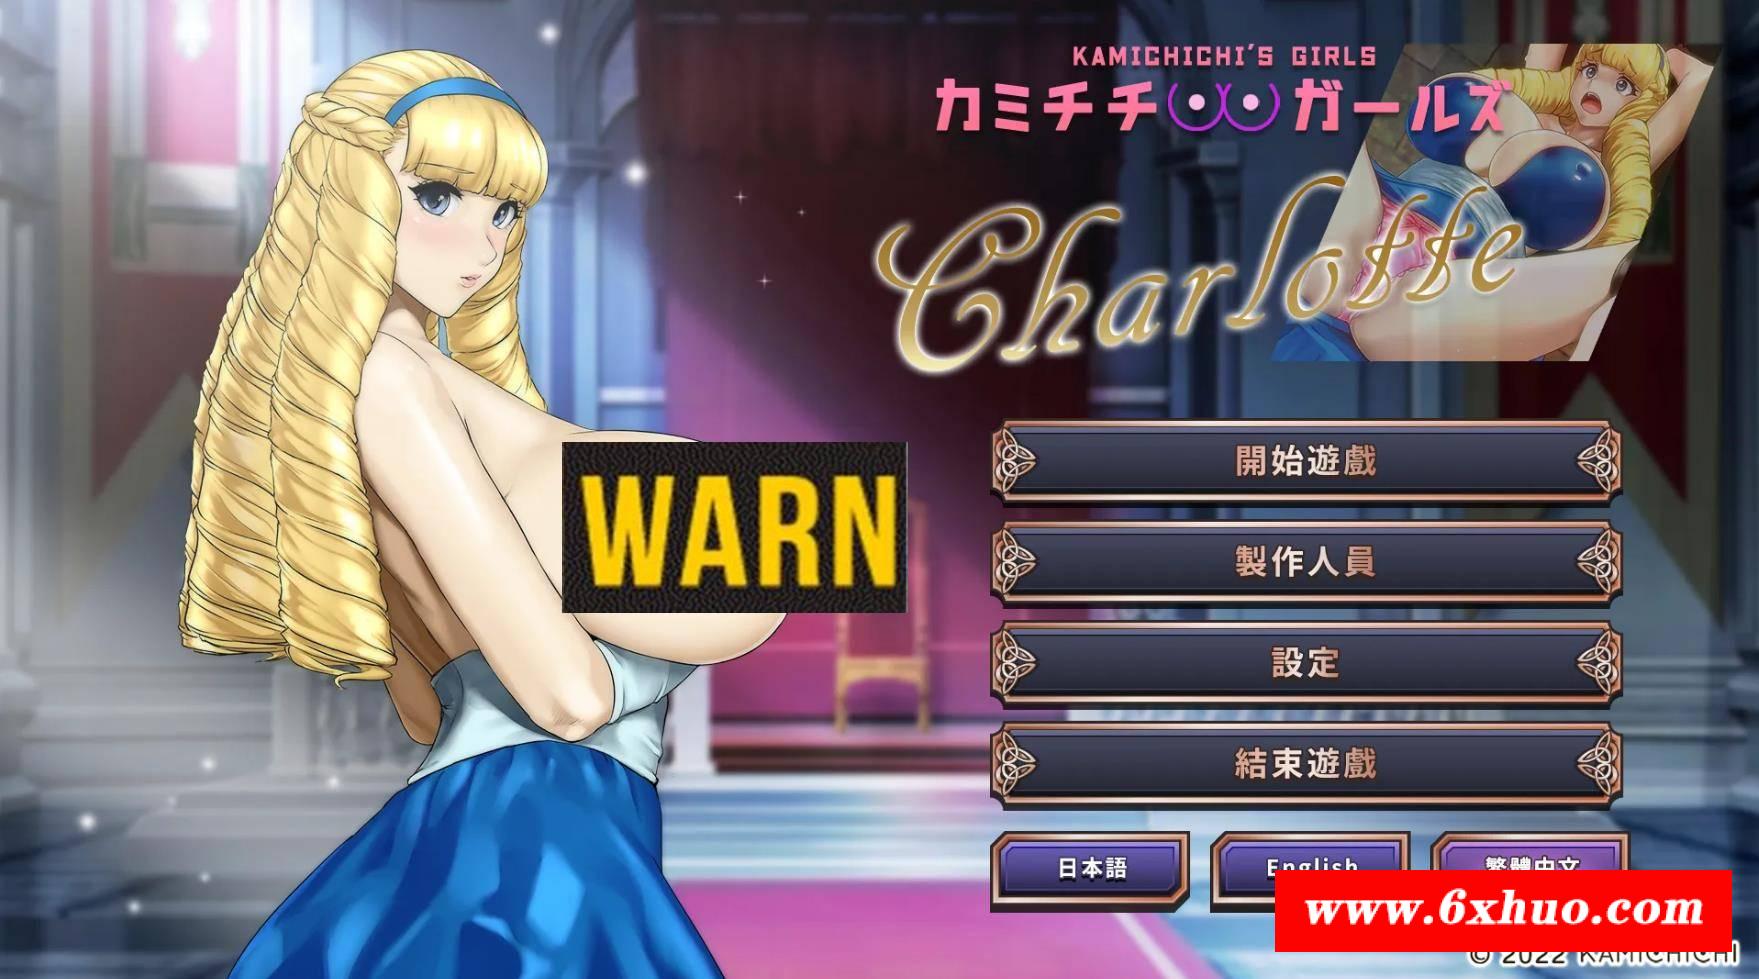 KAMICHICHI'S GIRLS
カミチチ ガールズ
Charlotte
WARN
開始遊戲
製作人員
設定
結束遊戲
日本語
English
繁體中文
www.6xhuo.com
© 2022 KAMICHICHI